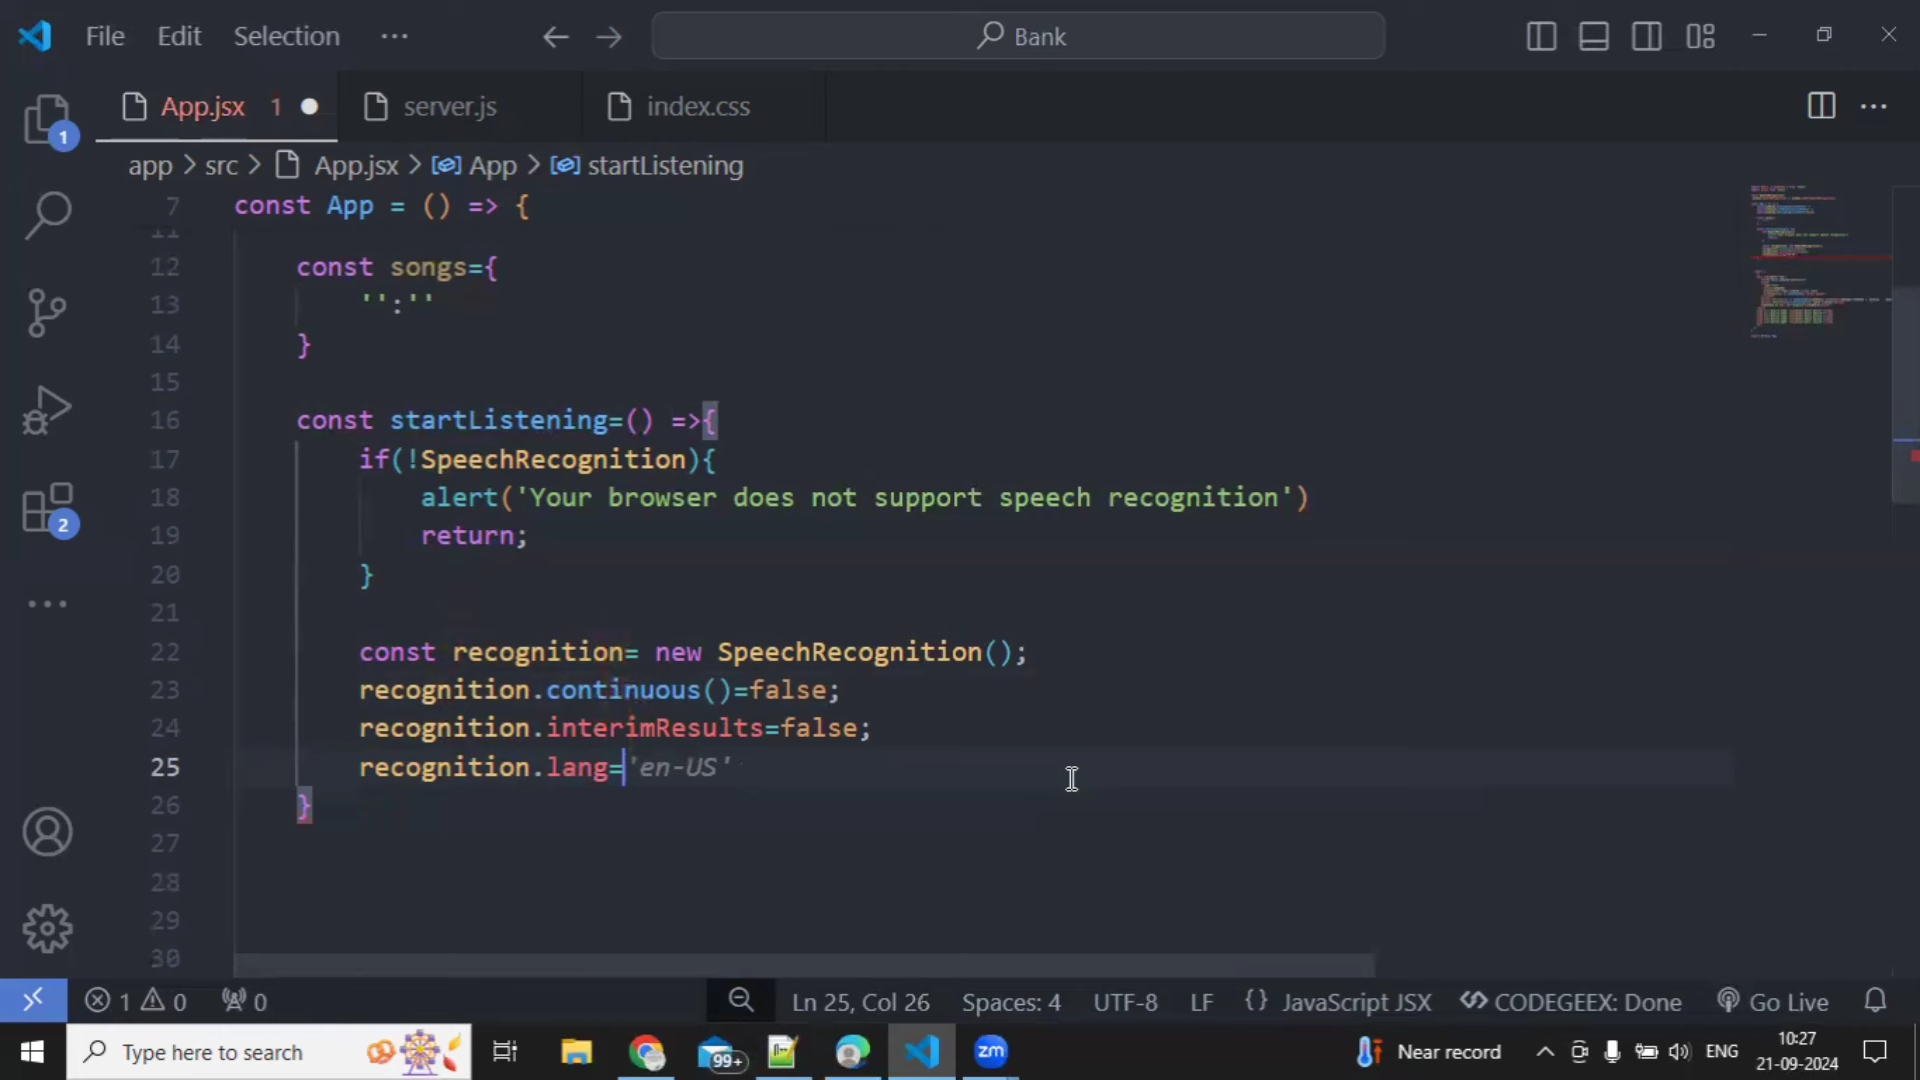 File Edit Selection ··· Bank
App.jsx 1 server.js index.css
1
app > src > App.jsx > App > startListening
7 const App = () => {
11
12 const songs={
13 '':''
14 }
15
16 const startListening=() =>{
17 if(!SpeechRecognition){
18 alert('Your browser does not support speech recognition')
19 return;
20 }
21
22 const recognition= new SpeechRecognition();
23 recognition.continuous()=false;
24 recognition.interimResults=false;
25 recognition.lang='en-US'
26 }
27
28
29
30
2
1 0 0 Ln 25, Col 26 Spaces: 4 UTF-8 LF {} JavaScript JSX CODEGEEX: Done Go Live
Type here to search 99+ zm Near record ENG 10:27
21-09-2024